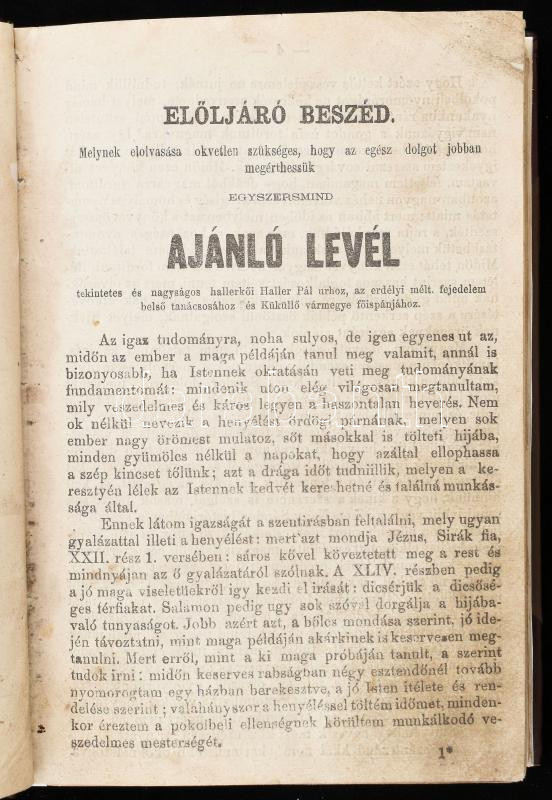 ELŐLJÁRÓ BESZÉD.
Melynek elolvasása okvetlen szükséges, hogy az egész dolgot jobban
megérthessük
EGYSZERSMIND
AJÁNLÓ LEVÉL
tekintetes és nagyságos hallerkői Haller Pál urhoz, az erdélyi mélt. fejedelem
belső tanácsosához és Küküllő vármegye főispánjához.
Az igaz tudományra, noha sulyos, de igen egyenes ut az,
midőn az ember a maga példáján tanul meg valamit, annál is
bizonyosabb, ha Istennek oktatásán veti meg tudományának
fundamentomát: mindenik uton elég világosan megtanultam,
mily veszedelmes és káros legyen a haszontalan heverés. Nem
ok nélkül nevezik a henyélést ördögi párnának, melyen sok
ember nagy örömest mulatoz, sőt másokkal is tölteti hijába,
minden gyümölcs nélkül a napokat, hogy azáltal ellophassa
a szép kincset tőlünk; azt a drága időt tudniillik, melyen a ke-
resztyén lélek az Istennek kedvét kereshetné és találná munkás-
sága által.
Ennek látom igazságát a szentirásban feltalálni, mely ugyan
gyalázattal illeti a henyélést: mert azt mondja Jézus, Sirák fia,
XXII. rész 1. versében: sáros kővel köveztetett meg a rest és
mindnyájan az ő gyalázatáról szólnak. A XLIV. részben pedig
a jó maga viseletüekről igy kezdi el irását: dicsérjük a dicsősé-
ges térfiakat. Salamon pedig ugy sok szóval dorgálja a hijába-
való tunyaságot. Jobb azért azt, a bölcs mondása szerint, jó ide-
jén távoztatni, mint maga példáján akárkinek is keservesen meg-
tanulni. Mert erről, mint a ki maga próbáján tanult, a szerint
tudok irni: midőn keserves rabságban négy esztendőnél tovább
nyomorogtam egy házban berekesztve, a jó Isten itélete és ren-
delése szerint; valahányszor a henyéléssel töltém időmet, minden-
kor éreztem a pokolbeli ellenségnek körültem munkálkodó ve-
szedelmes mesterségét.
1*